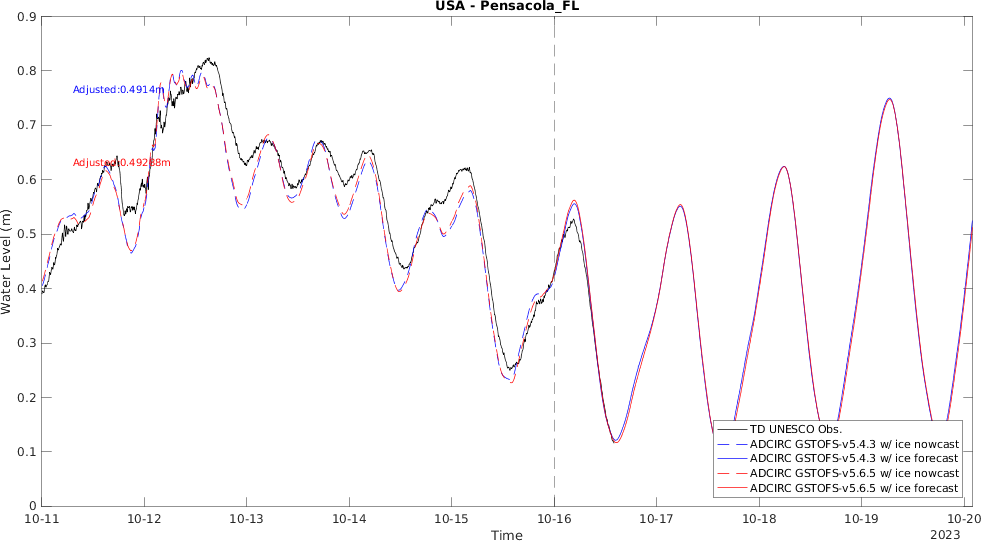 USA - Pensacola_FL
0.9
0.8
Adjusted:0.4914m
0.7
Adjusted:0.49288m
0.6
0.5
Water Level (m)
0.4
0.3
0.2
0.1
0
TD UNESCO Obs.
ADCIRC GSTOFS-v5.4.3 w/ ice nowcast
ADCIRC GSTOFS-v5.4.3 w/ ice forecast
ADCIRC GSTOFS-v5.6.5 w/ ice nowcast
ADCIRC GSTOFS-v5.6.5 w/ ice forecast
10-11 10-12 10-13 10-14 10-15 10-16 10-17 10-18 10-19 10-20
Time
2023